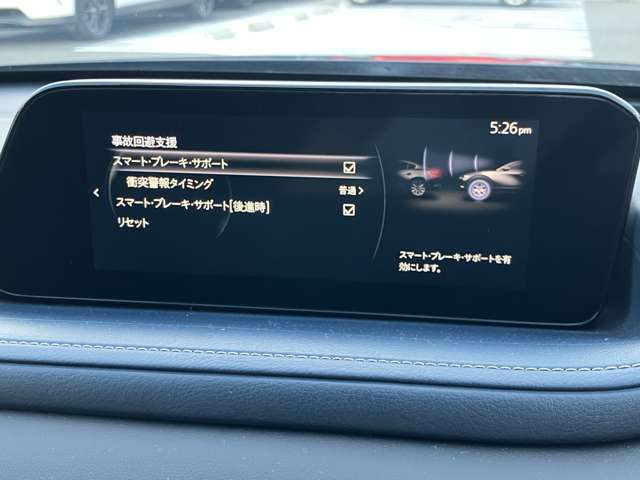 5:26pm
事故回避支援
スマート・ブレーキ・サポート
衝突警報タイミング 普通
スマート・ブレーキ・サポート[後進時]
リセット
スマート・ブレーキ・サポートを有
効にします。